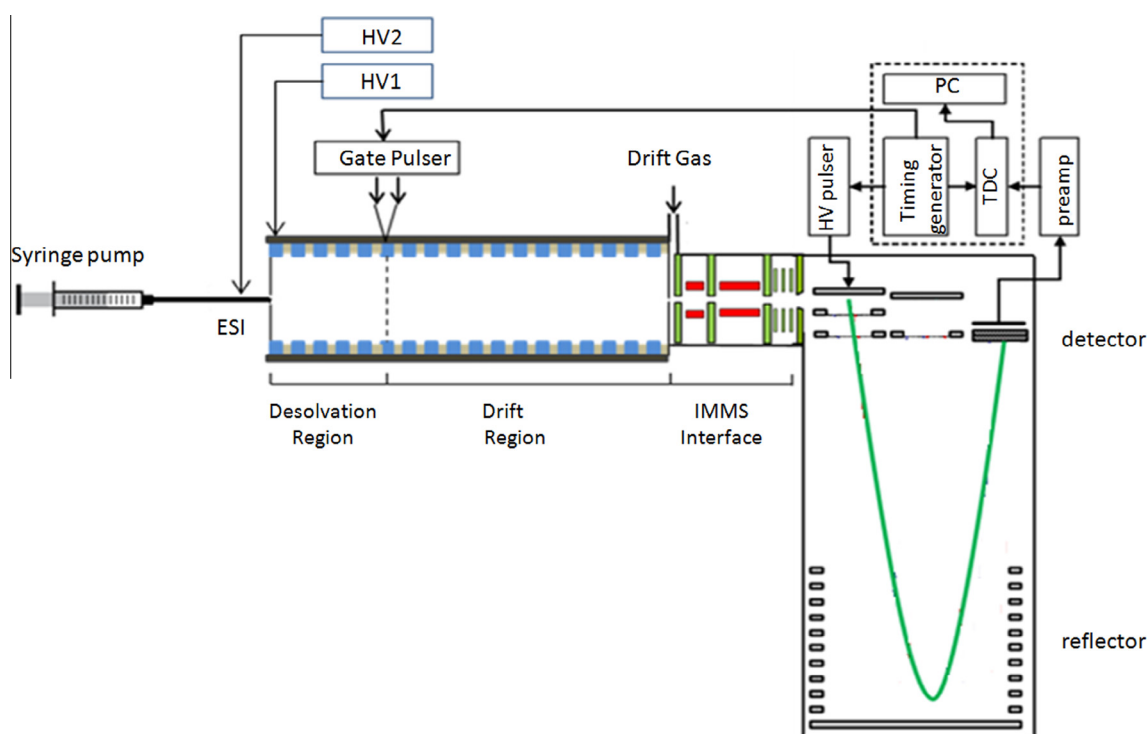 HV2
HV1
PC
Gate Pulser
Drift Gas
HV pulser
Timing
generator
TDC
preamp
Syringe pump
ESI
detector
Desolvation
Region
Drift
Region
IMMS
Interface
reflector